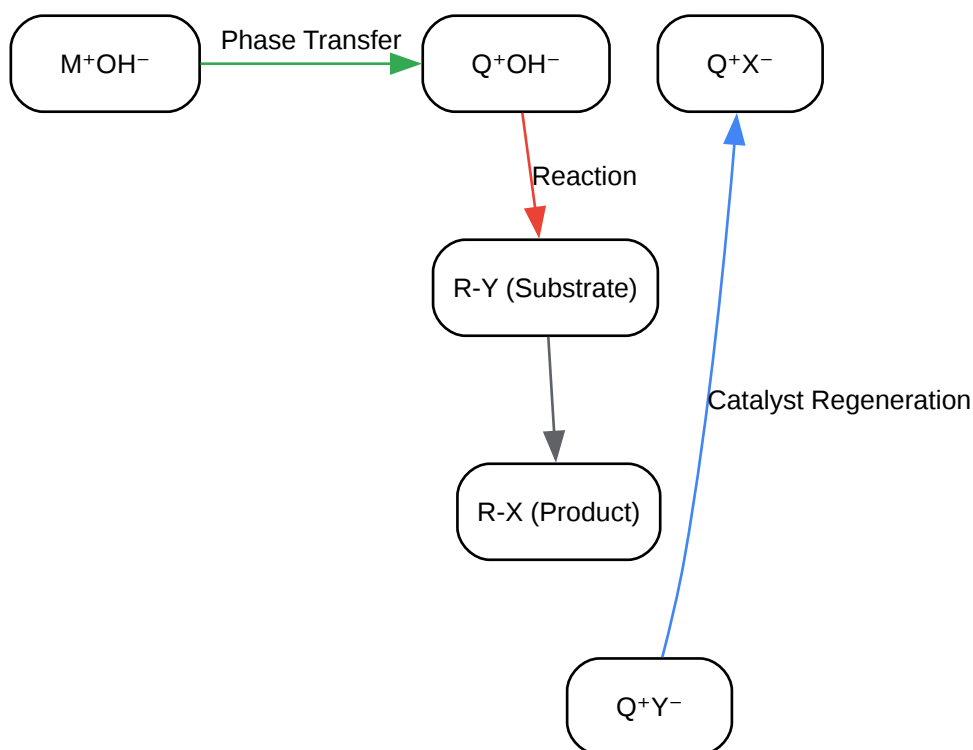 Phase Transfer
M⁺OH⁻
Q⁺OH⁻
Q⁺X⁻
Reaction
R-Y (Substrate)
Catalyst Regeneration
R-X (Product)
Q⁺Y⁻